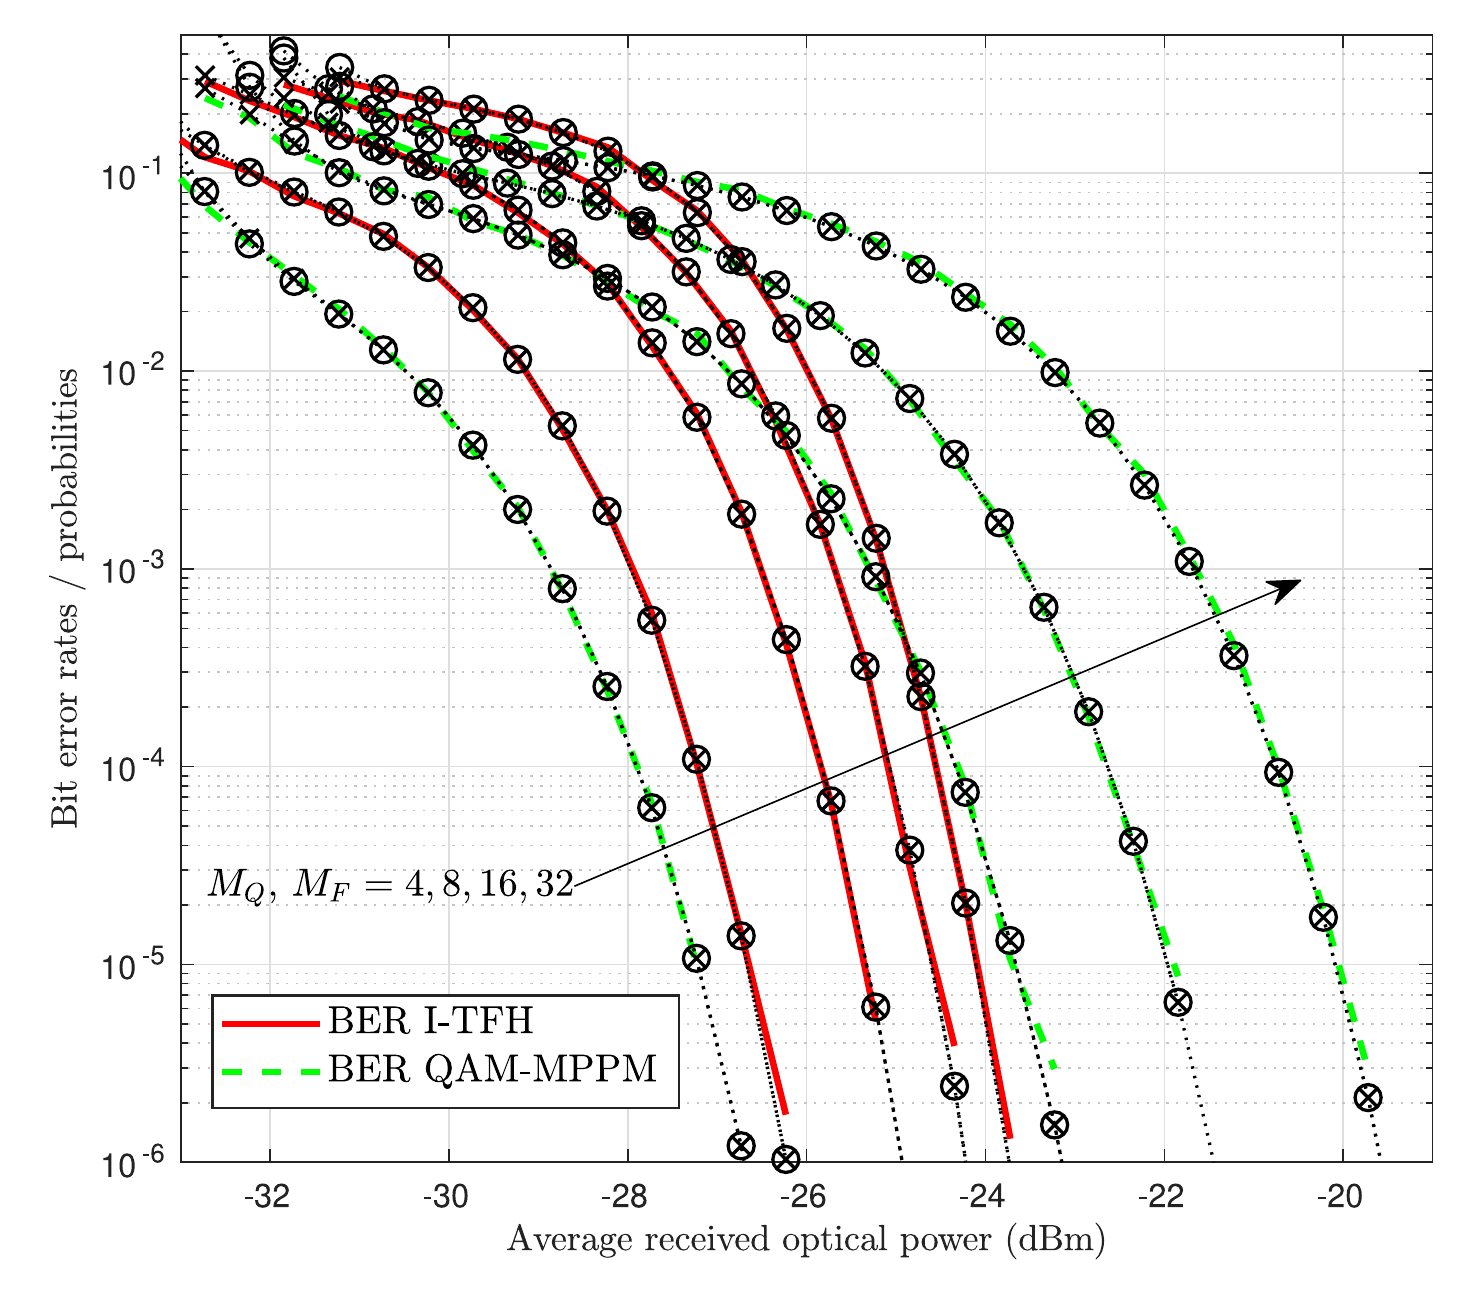 Bit error rates / probabilities
10^-1
10^-2
10^-3
10^-4
10^-5
10^-6
M_Q, M_F = 4, 8, 16, 32
BER I-TFH
BER QAM-MPPM
-32 -30 -28 -26 -24 -22 -20
Average received optical power (dBm)